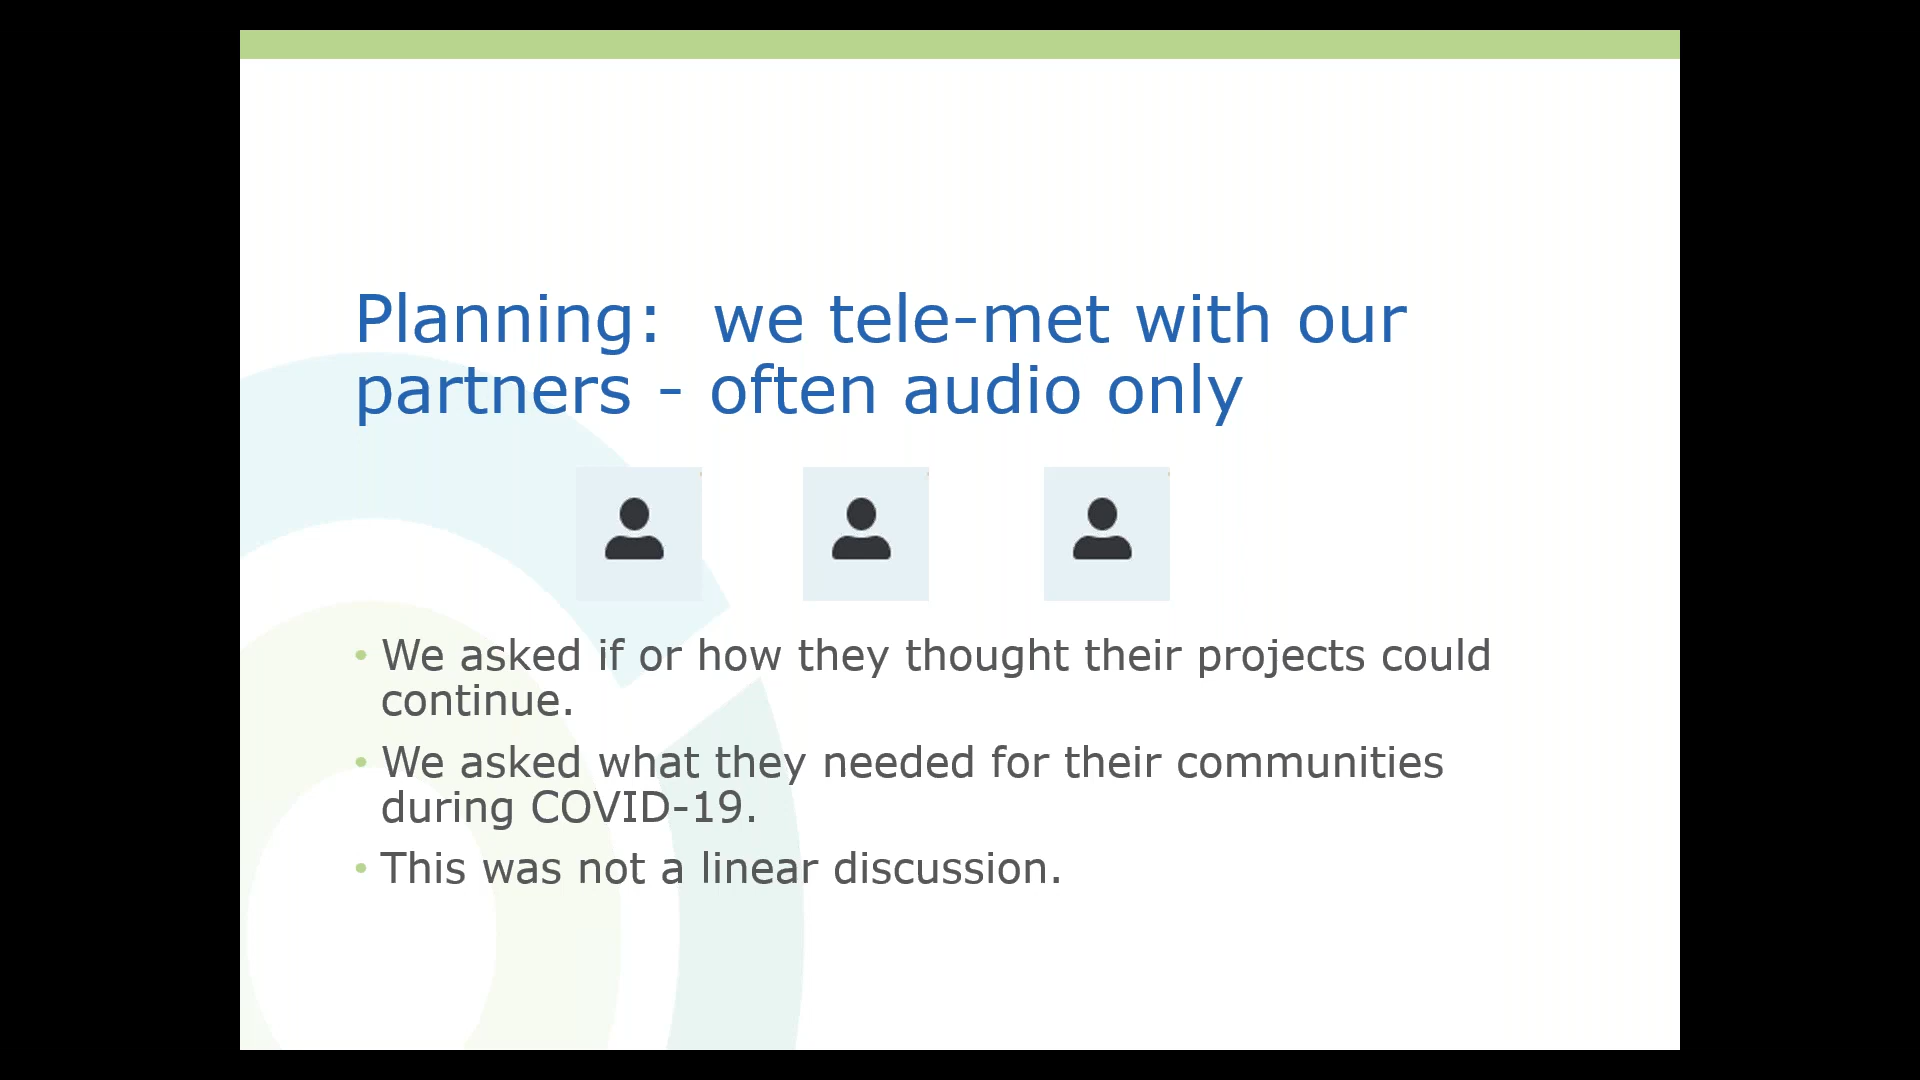 Planning:  we tele-met with our
partners - often audio only
• We asked if or how they thought their projects could
continue.
• We asked what they needed for their communities
during COVID-19.
• This was not a linear discussion.